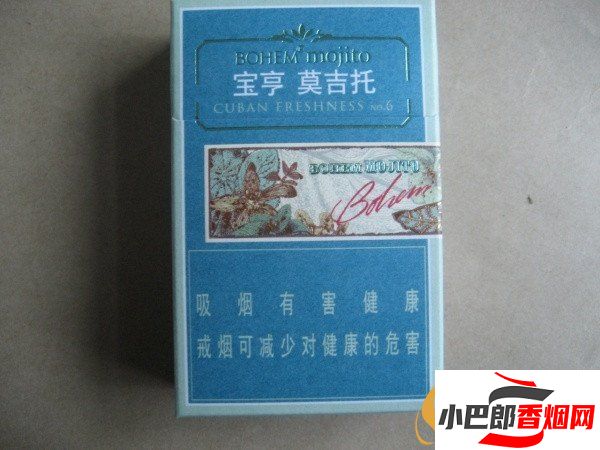 BOHEM mojito
宝亨 莫吉托
CUBAN FRESHNESS NO.6
BOHEM MOJITO
Bohem
吸烟有害健康
戒烟可减少对健康的危害
小巴郎香烟网